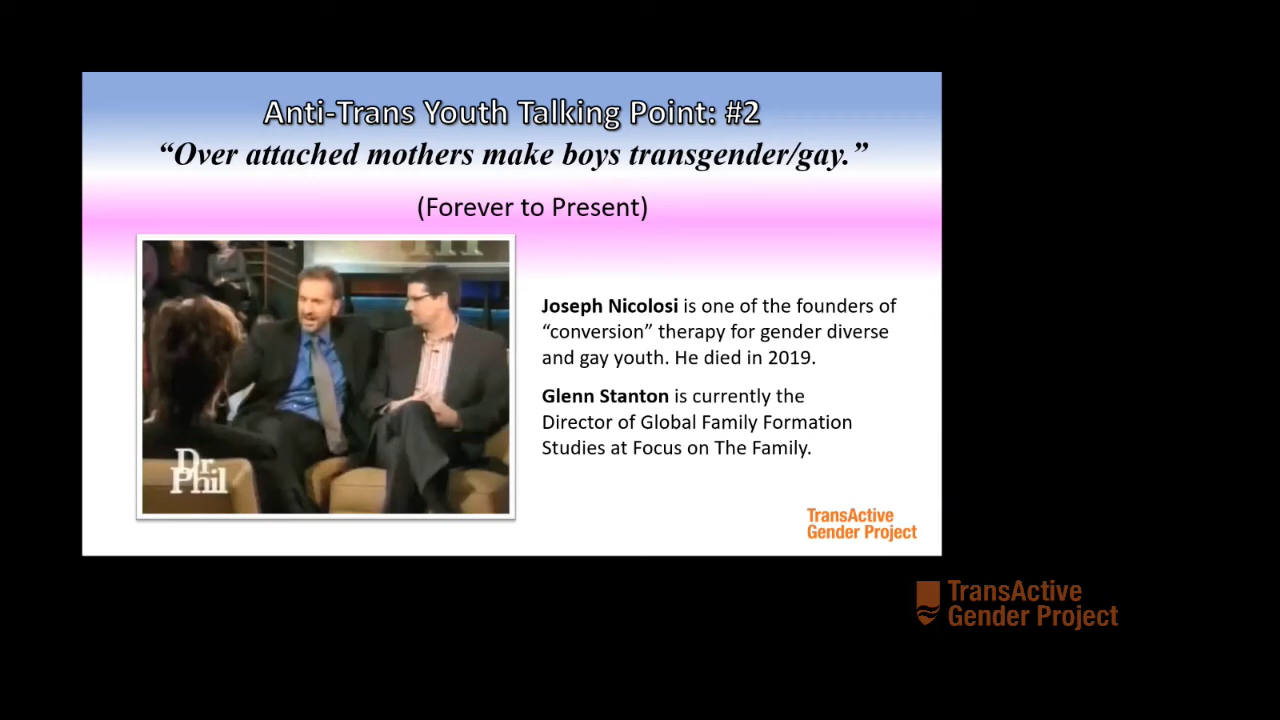 Anti-Trans Youth Talking Point: #2
“Over attached mothers make boys transgender/gay.”
(Forever to Present)
Dr.
Phil
Joseph Nicolosi is one of the founders of
“conversion” therapy for gender diverse
and gay youth. He died in 2019.
Glenn Stanton is currently the
Director of Global Family Formation
Studies at Focus on The Family.
TransActive
Gender Project
TransActive
Gender Project